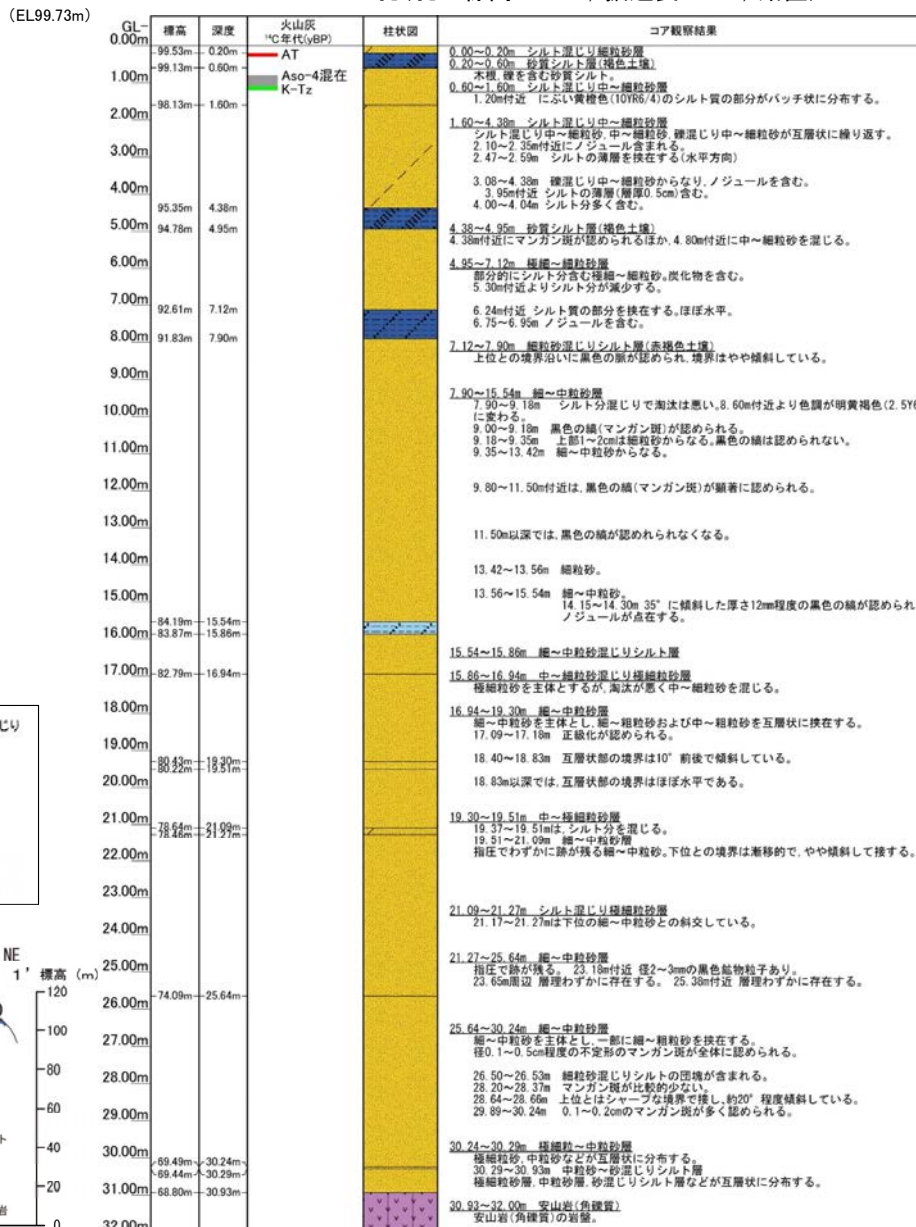 (EL99.73m)
GL-
0.00m
標高
深度
火山灰
¹⁴C年代(yBP)
柱状図
コア観察結果
99.53m 0.20m
99.13m 0.60m
98.13m 1.60m
95.35m 4.38m
94.78m 4.95m
92.61m 7.12m
91.83m 7.90m
84.19m 15.54m
83.87m 15.86m
82.79m 16.94m
80.43m 19.30m
80.22m 19.51m
78.64m 21.09m
78.46m 21.27m
74.09m 25.64m
69.49m 30.24m
69.44m 30.29m
68.80m 30.93m
AT
Aso-4混在
K-Tz
1.00m
2.00m
3.00m
4.00m
5.00m
6.00m
7.00m
8.00m
9.00m
10.00m
11.00m
12.00m
13.00m
14.00m
15.00m
16.00m
17.00m
18.00m
19.00m
20.00m
21.00m
22.00m
23.00m
24.00m
25.00m
26.00m
27.00m
28.00m
29.00m
30.00m
31.00m
32.00m
0.00~0.20m シルト混じり細粒砂層
0.20~0.60m 砂質シルト層(褐色土壌)
木根、礫を含む砂質シルト。
0.60~1.60m シルト混じり中~細粒砂層
1.20m付近 にぶい黄橙色(10YR6/4)のシルト質の部分がパッチ状に分布する。
1.60~4.38m シルト混じり中~細粒砂層
シルト混じり中~細粒砂、中~細粒砂、礫混じり中~細粒砂が互層状に繰り返す。
2.10~2.35m付近にノジュール含まれる。
2.47~2.59m シルトの薄層を挟在する(水平方向)
3.08~4.38m 礫混じり中~細粒砂からなり、ノジュールを含む。
3.95m付近 シルトの薄層(層厚0.5cm)含む。
4.00~4.04m シルト分多く含む。
4.38~4.95m 砂質シルト層(褐色土壌)
4.38m付近にマンガン斑が認められるほか、4.80m付近に中~細粒砂を混じる。
4.95~7.12m 極細~細粒砂層
部分的にシルト分含む極細~細粒砂。炭化物を含む。
5.30m付近よりシルト分が減少する。
6.24m付近 シルト質の部分を挟在する。ほぼ水平。
6.75~6.95m ノジュールを含む。
7.12~7.90m 細粒砂混じりシルト層(赤褐色土壌)
上位との境界沿いに黒色の脈が認められ、境界はやや傾斜している。
7.90~15.54m 細~中粒砂層
7.90~9.18m シルト分混じりで淘汰は悪い。8.60m付近より色調が明黄褐色(2.5Y6
に変わる。
9.00~9.18m 黒色の縞(マンガン斑)が認められる。
9.18~9.35m 上部1~2cmは細粒砂からなる。黒色の縞は認められない。
9.35~13.42m 細~中粒砂からなる。
9.80~11.50m付近は、黒色の縞(マンガン斑)が顕著に認められる。
11.50m以深では、黒色の縞が認めれられなくなる。
13.42~13.56m 細粒砂。
13.56~15.54m 細~中粒砂。
14.15~14.30m 35°に傾斜した厚さ12mm程度の黒色の縞が認められ
ノジュールが点在する。
15.54~15.86m 細~中粒砂混じりシルト層
15.86~16.94m 中~細粒砂混じり極細粒砂層
極細粒砂を主体とするが、淘汰が悪く中~細粒砂を混じる。
16.94~19.30m 細~中粒砂層
細~中粒砂を主体とし、細~粗粒砂および中~粗粒砂を互層状に挟在する。
17.09~17.18m 正級化が認められる。
18.40~18.83m 互層状部の境界は10°前後で傾斜している。
18.83m以深では、互層状部の境界はほぼ水平である。
19.30~19.51m 中~極細粒砂層
19.37~19.51mは、シルト分を混じる。
19.51~21.09m 細~中粒砂層
指圧でわずかに跡が残る細~中粒砂。下位との境界は漸移的で、やや傾斜して接する。
21.09~21.27m シルト混じり極細粒砂層
21.17~21.27mは下位の細~中粒砂との斜交している。
21.27~25.64m 細~中粒砂層
指圧で跡が残る。 23.18m付近 径2~3mmの黒色鉱物粒子あり。
23.65m周辺 層理わずかに存在する。 25.38m付近 層理わずかに存在する。
25.64~30.24m 細~中粒砂層
細~中粒砂を主体とし、一部に細~粗粒砂を挟在する。
径0.1~0.5cm程度の不定形のマンガン斑が全体に認められる。
26.50~26.53m 細粒砂混じりシルトの団塊が含まれる。
28.20~28.37m マンガン斑が比較的少ない。
28.64~28.66m 上位とはシャープな境界で接し、約20°程度傾斜している。
29.89~30.24m 0.1~0.2cmのマンガン斑が多く認められる。
30.24~30.29m 極細粒~中粒砂層
極細粒砂、中粒砂などが互層状に分布する。
30.29~30.93m 中粒砂~砂混じりシルト層
極細粒砂層、中粒砂層、砂混じりシルト層などが互層状に分布する。
30.93~32.00m 安山岩(角礫質)
安山岩(角礫質)の岩盤。
じり
NE
1' 標高 (m)
120
100
80
60
ト
40
20
岩
0